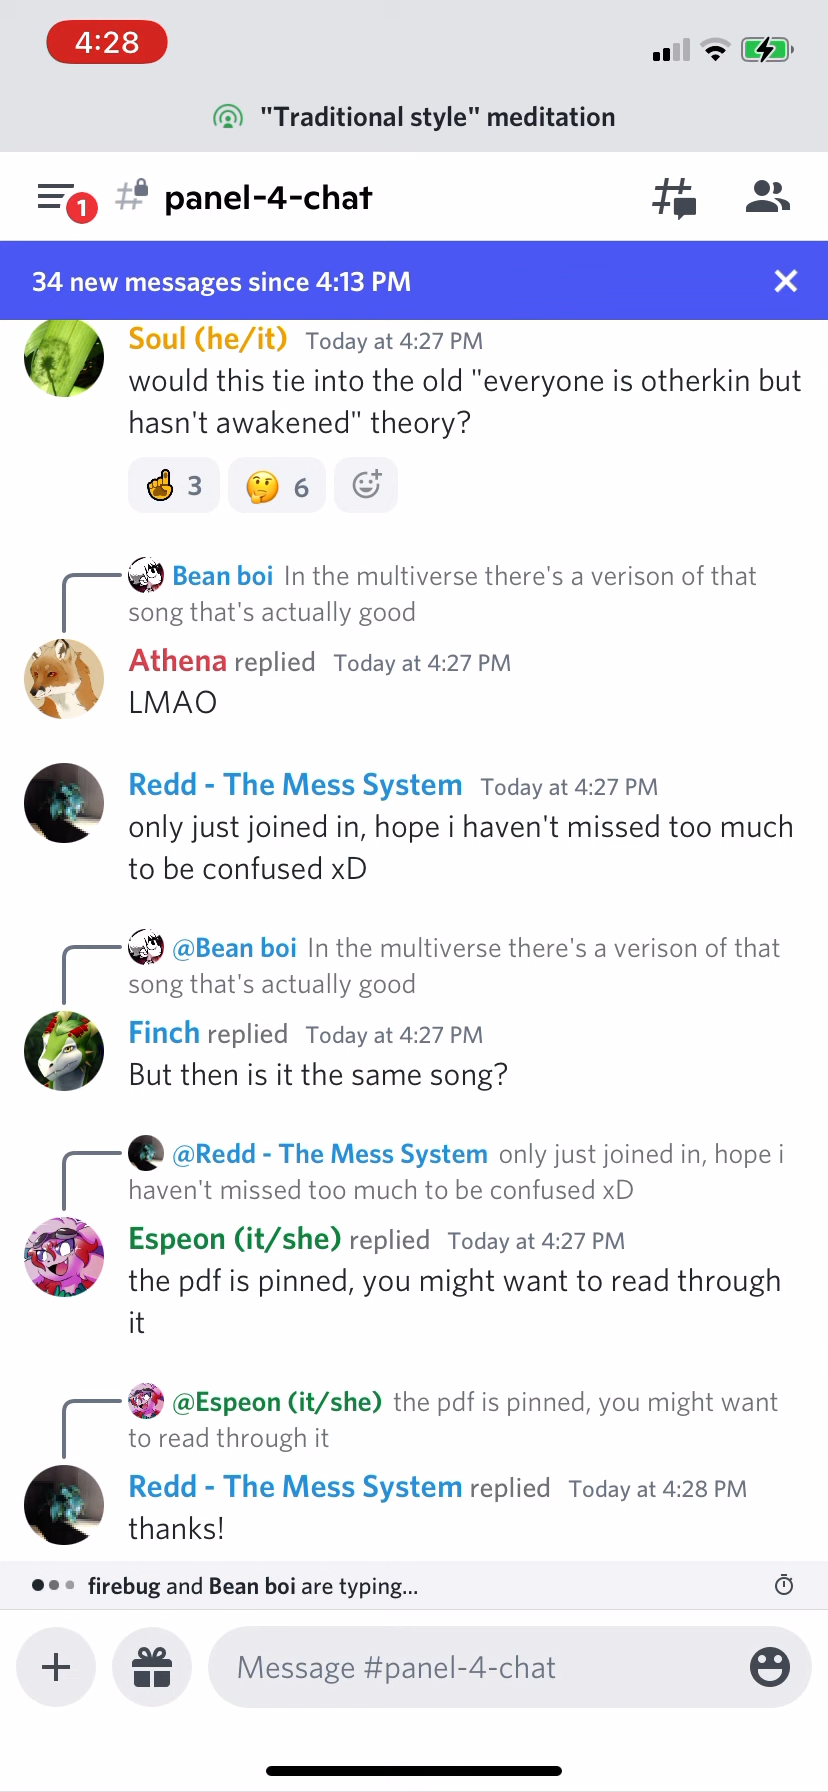 4:28
"Traditional style" meditation
1
panel-4-chat
34 new messages since 4:13 PM
Soul (he/it) Today at 4:27 PM
would this tie into the old "everyone is otherkin but
hasn't awakened" theory?
3 6
Bean boi In the multiverse there's a verison of that
song that's actually good
Athena replied Today at 4:27 PM
LMAO
Redd - The Mess System Today at 4:27 PM
only just joined in, hope i haven't missed too much
to be confused xD
@Bean boi In the multiverse there's a verison of that
song that's actually good
Finch replied Today at 4:27 PM
But then is it the same song?
@Redd - The Mess System only just joined in, hope i
haven't missed too much to be confused xD
Espeon (it/she) replied Today at 4:27 PM
the pdf is pinned, you might want to read through
it
@Espeon (it/she) the pdf is pinned, you might want
to read through it
Redd - The Mess System replied Today at 4:28 PM
thanks!
firebug and Bean boi are typing...
Message #panel-4-chat